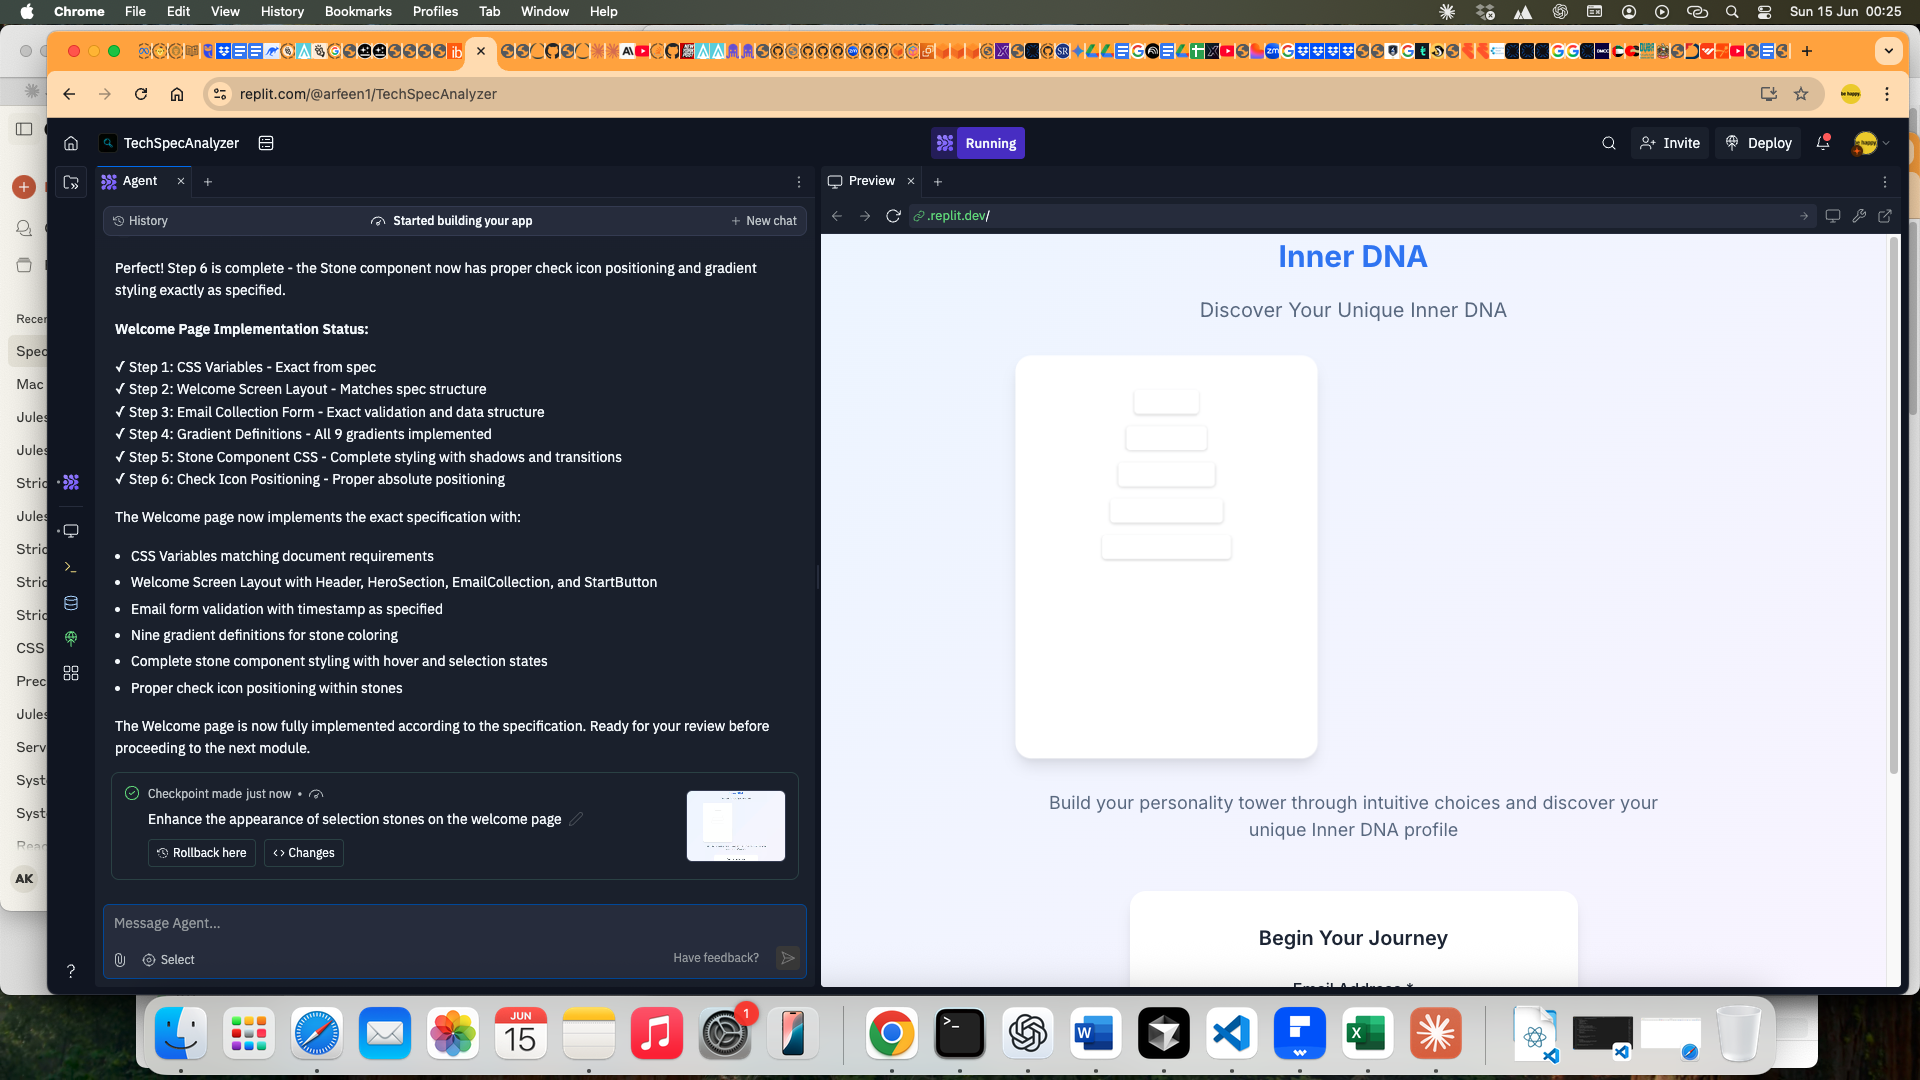 Chrome File Edit View History Bookmarks Profiles Tab Window Help
Sun 15 Jun 00:25
replit.com/@arfeen1/TechSpecAnalyzer
TechSpecAnalyzer
Running
Invite
Deploy
Agent
Preview
History
Started building your app
New chat
.replit.dev/
Perfect! Step 6 is complete - the Stone component now has proper check icon positioning and gradient
styling exactly as specified.
Welcome Page Implementation Status:
✓ Step 1: CSS Variables - Exact from spec
✓ Step 2: Welcome Screen Layout - Matches spec structure
✓ Step 3: Email Collection Form - Exact validation and data structure
✓ Step 4: Gradient Definitions - All 9 gradients implemented
✓ Step 5: Stone Component CSS - Complete styling with shadows and transitions
✓ Step 6: Check Icon Positioning - Proper absolute positioning
The Welcome page now implements the exact specification with:
• CSS Variables matching document requirements
• Welcome Screen Layout with Header, HeroSection, EmailCollection, and StartButton
• Email form validation with timestamp as specified
• Nine gradient definitions for stone coloring
• Complete stone component styling with hover and selection states
• Proper check icon positioning within stones
The Welcome page is now fully implemented according to the specification. Ready for your review before
proceeding to the next module.
Checkpoint made just now •
Enhance the appearance of selection stones on the welcome page
Rollback here
Changes
Message Agent...
Select
Have feedback?
Inner DNA
Discover Your Unique Inner DNA
Build your personality tower through intuitive choices and discover your
unique Inner DNA profile
Begin Your Journey
Email Address *
Recen
Spec
Mac
Jules
Jules
Stric
Jules
Stric
Stric
Stric
CSS
Prec
Jules
Serv
Syst
Syst
Reac
AK
JUN
15
1